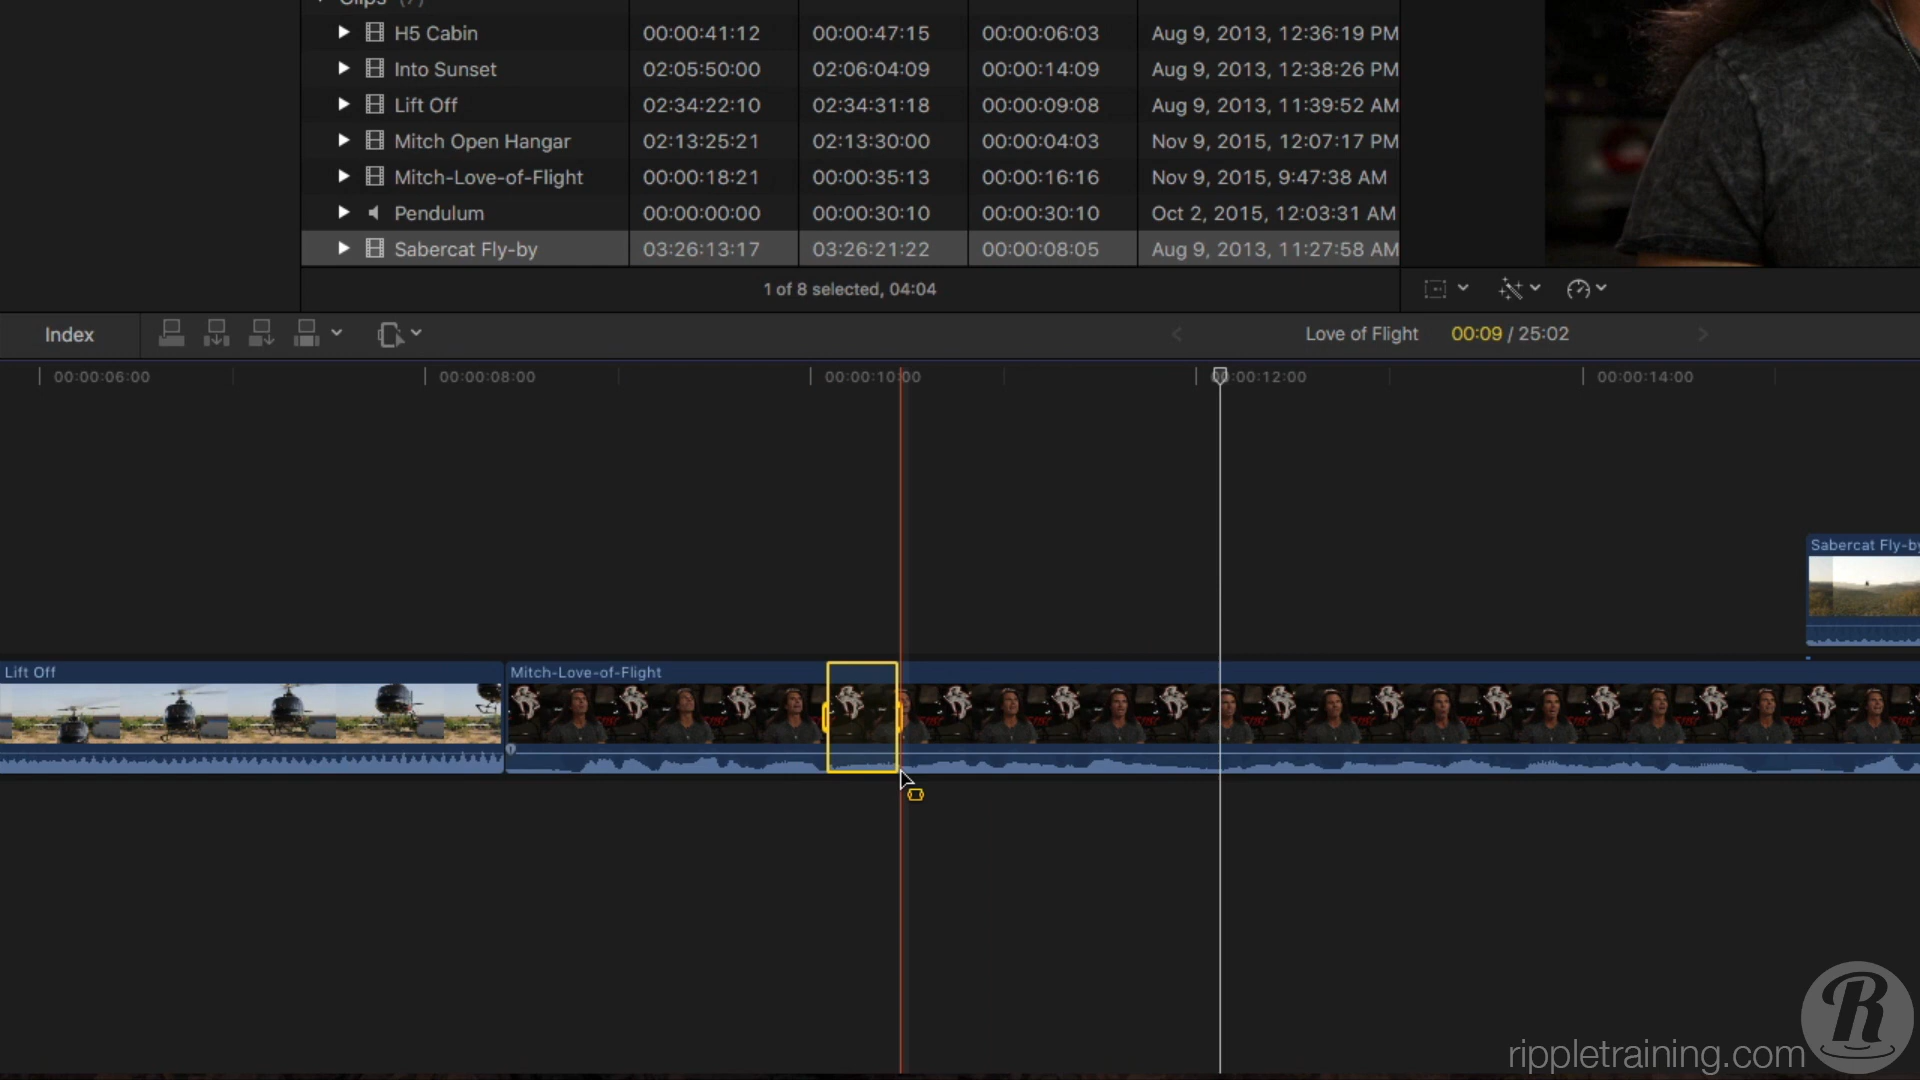 Clips (7)
H5 Cabin 00:00:41:12 00:00:47:15 00:00:06:03 Aug 9, 2013, 12:36:19 PM
Into Sunset 02:05:50:00 02:06:04:09 00:00:14:09 Aug 9, 2013, 12:38:26 PM
Lift Off 02:34:22:10 02:34:31:18 00:00:09:08 Aug 9, 2013, 11:39:52 AM
Mitch Open Hangar 02:13:25:21 02:13:30:00 00:00:04:03 Nov 9, 2015, 12:07:17 PM
Mitch-Love-of-Flight 00:00:18:21 00:00:35:13 00:00:16:16 Nov 9, 2015, 9:47:38 AM
Pendulum 00:00:00:00 00:00:30:10 00:00:30:10 Oct 2, 2015, 12:03:31 AM
Sabercat Fly-by 03:26:13:17 03:26:21:22 00:00:08:05 Aug 9, 2013, 11:27:58 AM
1 of 8 selected, 04:04
Index Love of Flight 00:09 / 25:02
00:00:06:00 00:00:08:00 00:00:10:00 00:00:12:00 00:00:14:00
Sabercat Fly-by
Lift Off Mitch-Love-of-Flight
R
rippletraining.com